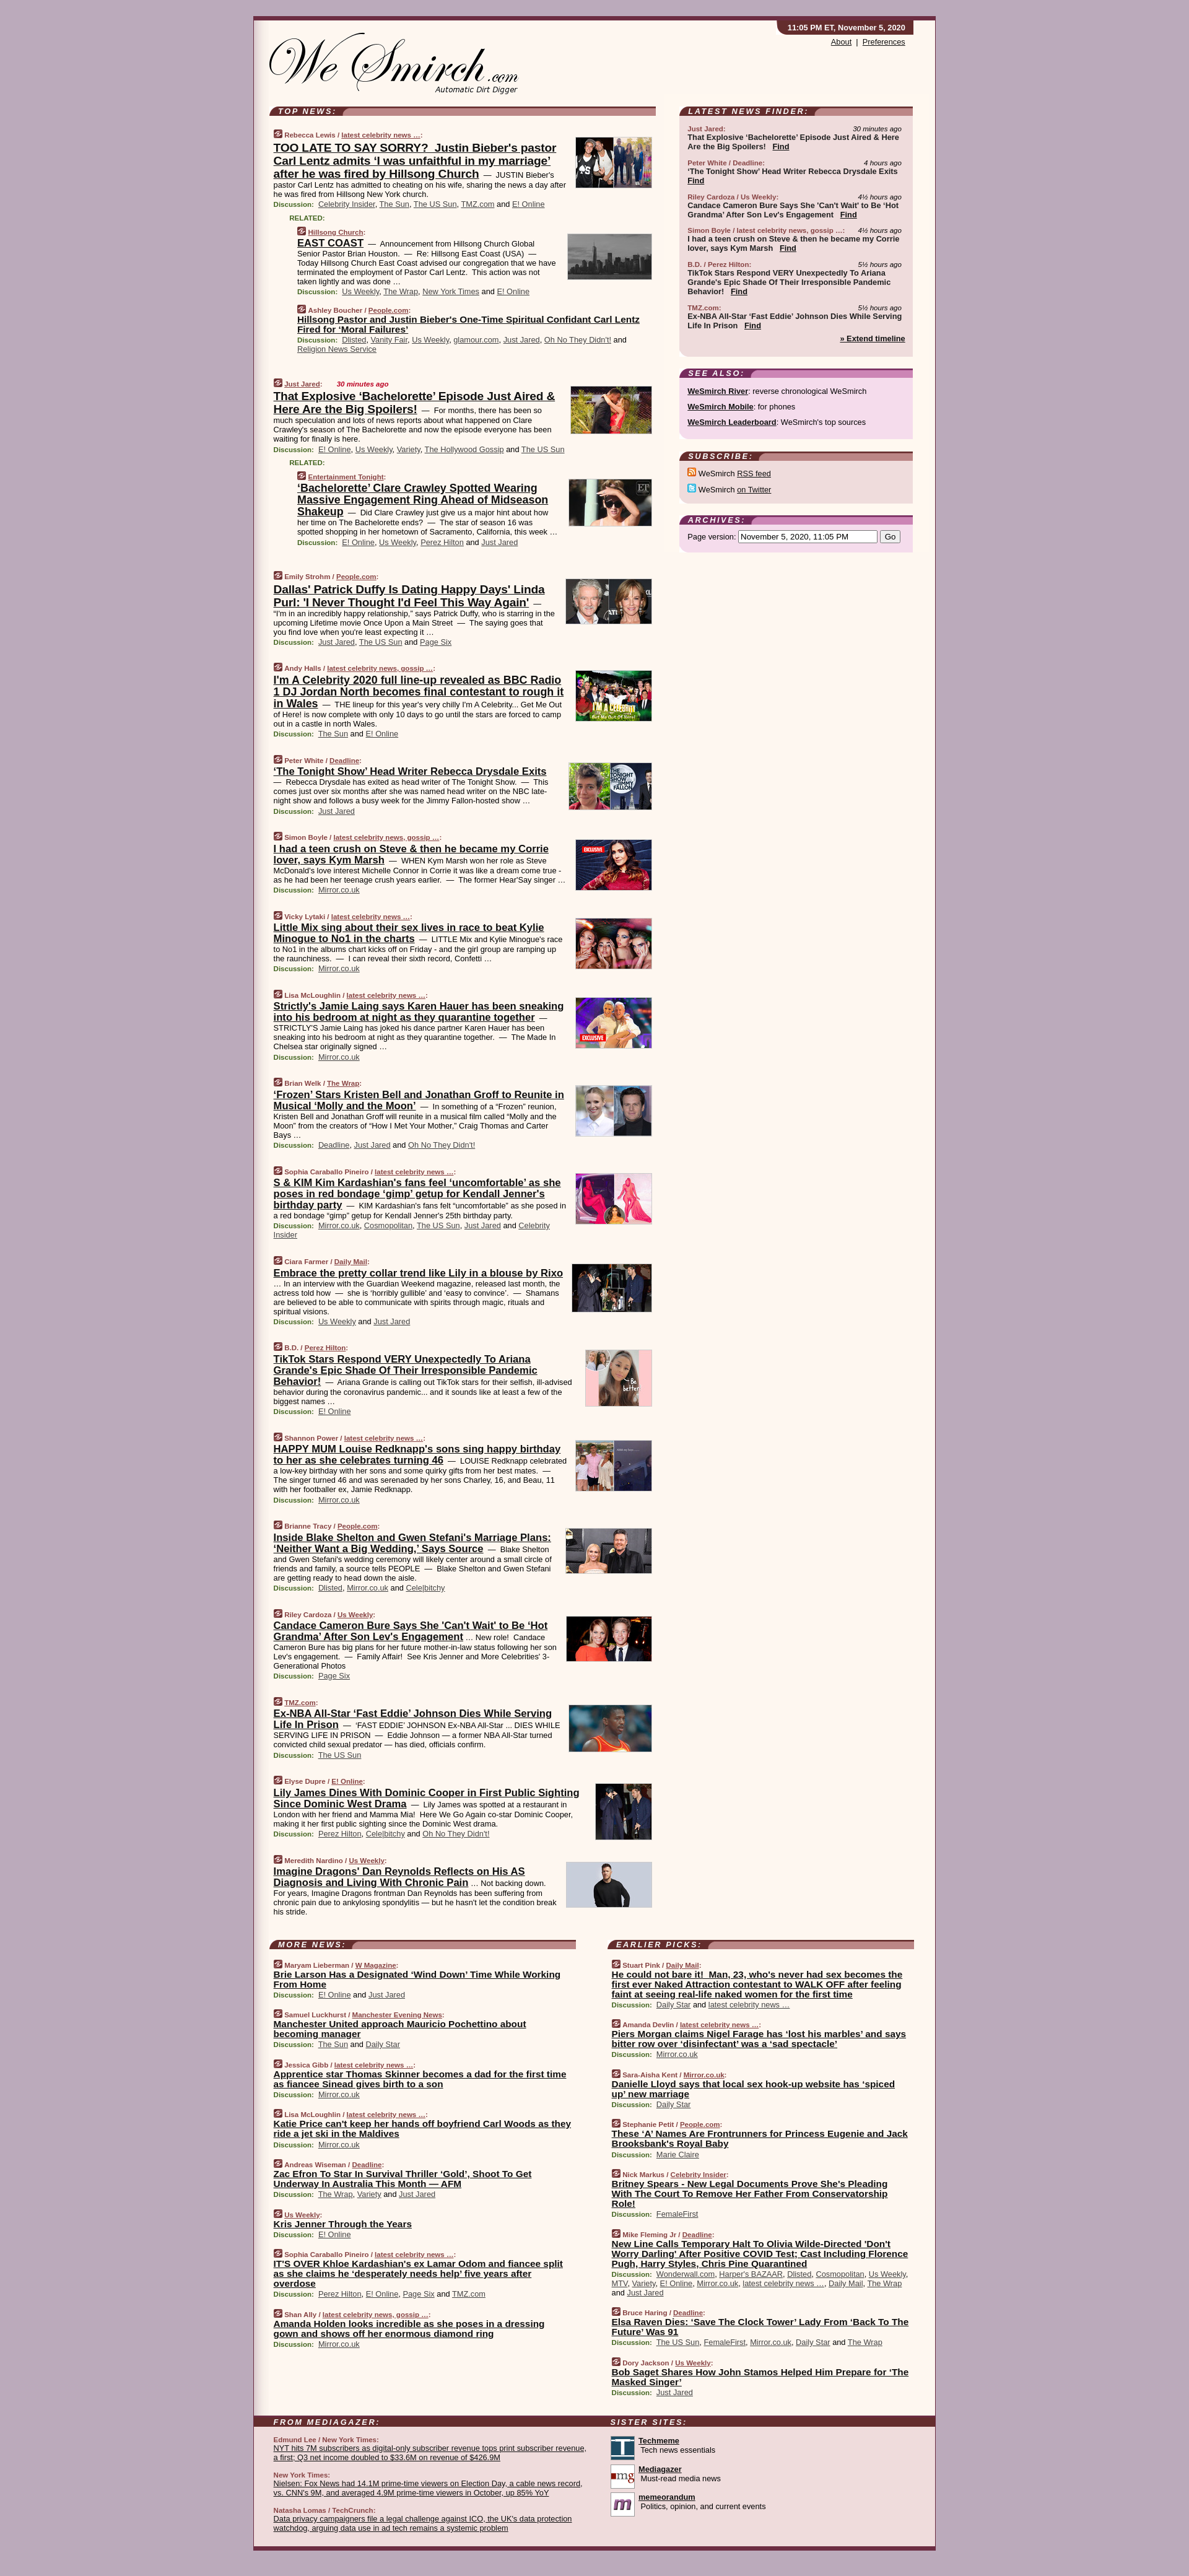 11:05 PM ET, November 5, 2020
About | Preferences
We Smirch.com
Automatic Dirt Digger
TOP NEWS:
Rebecca Lewis / latest celebrity news …:
TOO LATE TO SAY SORRY?  Justin Bieber's pastor
Carl Lentz admits ‘I was unfaithful in my marriage’
after he was fired by Hillsong Church — JUSTIN Bieber's
pastor Carl Lentz has admitted to cheating on his wife, sharing the news a day after
he was fired from Hillsong New York church.
Discussion: Celebrity Insider, The Sun, The US Sun, TMZ.com and E! Online
RELATED:
Hillsong Church:
EAST COAST — Announcement from Hillsong Church Global
Senior Pastor Brian Houston. — Re: Hillsong East Coast (USA) —
Today Hillsong Church East Coast advised our congregation that we have
terminated the employment of Pastor Carl Lentz. This action was not
taken lightly and was done …
Discussion: Us Weekly, The Wrap, New York Times and E! Online
Ashley Boucher / People.com:
Hillsong Pastor and Justin Bieber's One-Time Spiritual Confidant Carl Lentz
Fired for ‘Moral Failures’
Discussion: Dlisted, Vanity Fair, Us Weekly, glamour.com, Just Jared, Oh No They Didn't! and
Religion News Service
Just Jared: 30 minutes ago
That Explosive ‘Bachelorette’ Episode Just Aired &
Here Are the Big Spoilers! — For months, there has been so
much speculation and lots of news reports about what happened on Clare
Crawley's season of The Bachelorette and now the episode everyone has been
waiting for finally is here.
Discussion: E! Online, Us Weekly, Variety, The Hollywood Gossip and The US Sun
RELATED:
Entertainment Tonight:
‘Bachelorette’ Clare Crawley Spotted Wearing
Massive Engagement Ring Ahead of Midseason
Shakeup — Did Clare Crawley just give us a major hint about how
her time on The Bachelorette ends? — The star of season 16 was
spotted shopping in her hometown of Sacramento, California, this week …
Discussion: E! Online, Us Weekly, Perez Hilton and Just Jared
ET
Emily Strohm / People.com:
Dallas' Patrick Duffy Is Dating Happy Days' Linda
Purl: 'I Never Thought I'd Feel This Way Again' —
“I'm in an incredibly happy relationship,” says Patrick Duffy, who is starring in the
upcoming Lifetime movie Once Upon a Main Street — The saying goes that
you find love when you're least expecting it …
Discussion: Just Jared, The US Sun and Page Six
Andy Halls / latest celebrity news, gossip …:
I'm A Celebrity 2020 full line-up revealed as BBC Radio
1 DJ Jordan North becomes final contestant to rough it
in Wales — THE lineup for this year's very chilly I'm A Celebrity... Get Me Out
of Here! is now complete with only 10 days to go until the stars are forced to camp
out in a castle in north Wales.
Discussion: The Sun and E! Online
Peter White / Deadline:
‘The Tonight Show’ Head Writer Rebecca Drysdale Exits
— Rebecca Drysdale has exited as head writer of The Tonight Show. — This
comes just over six months after she was named head writer on the NBC late-
night show and follows a busy week for the Jimmy Fallon-hosted show …
Discussion: Just Jared
Simon Boyle / latest celebrity news, gossip …:
I had a teen crush on Steve & then he became my Corrie
lover, says Kym Marsh — WHEN Kym Marsh won her role as Steve
McDonald's love interest Michelle Connor in Corrie it was like a dream come true -
as he had been her teenage crush years earlier. — The former Hear'Say singer …
Discussion: Mirror.co.uk
EXCLUSIVE
Vicky Lytaki / latest celebrity news …:
Little Mix sing about their sex lives in race to beat Kylie
Minogue to No1 in the charts — LITTLE Mix and Kylie Minogue's race
to No1 in the albums chart kicks off on Friday - and the girl group are ramping up
the raunchiness. — I can reveal their sixth record, Confetti …
Discussion: Mirror.co.uk
Lisa McLoughlin / latest celebrity news …:
Strictly's Jamie Laing says Karen Hauer has been sneaking
into his bedroom at night as they quarantine together —
STRICTLY'S Jamie Laing has joked his dance partner Karen Hauer has been
sneaking into his bedroom at night as they quarantine together. — The Made In
Chelsea star originally signed …
Discussion: Mirror.co.uk
EXCLUSIVE
Brian Welk / The Wrap:
‘Frozen’ Stars Kristen Bell and Jonathan Groff to Reunite in
Musical ‘Molly and the Moon’ — In something of a “Frozen” reunion,
Kristen Bell and Jonathan Groff will reunite in a musical film called “Molly and the
Moon” from the creators of “How I Met Your Mother,” Craig Thomas and Carter
Bays …
Discussion: Deadline, Just Jared and Oh No They Didn't!
Sophia Caraballo Pineiro / latest celebrity news …:
S & KIM Kim Kardashian's fans feel ‘uncomfortable’ as she
poses in red bondage ‘gimp’ getup for Kendall Jenner's
birthday party — KIM Kardashian's fans felt “uncomfortable” as she posed in
a red bondage “gimp” getup for Kendall Jenner's 25th birthday party.
Discussion: Mirror.co.uk, Cosmopolitan, The US Sun, Just Jared and Celebrity
Insider
Ciara Farmer / Daily Mail:
Embrace the pretty collar trend like Lily in a blouse by Rixo
… In an interview with the Guardian Weekend magazine, released last month, the
actress told how — she is ‘horribly gullible’ and ‘easy to convince’. — Shamans
are believed to be able to communicate with spirits through magic, rituals and
spiritual visions.
Discussion: Us Weekly and Just Jared
B.D. / Perez Hilton:
TikTok Stars Respond VERY Unexpectedly To Ariana
Grande's Epic Shade Of Their Irresponsible Pandemic
Behavior! — Ariana Grande is calling out TikTok stars for their selfish, ill-advised
behavior during the coronavirus pandemic... and it sounds like at least a few of the
biggest names …
Discussion: E! Online
Be better
Shannon Power / latest celebrity news …:
HAPPY MUM Louise Redknapp's sons sing happy birthday
to her as she celebrates turning 46 — LOUISE Redknapp celebrated
a low-key birthday with her sons and some quirky gifts from her best mates. —
The singer turned 46 and was serenaded by her sons Charley, 16, and Beau, 11
with her footballer ex, Jamie Redknapp.
Discussion: Mirror.co.uk
Brianne Tracy / People.com:
Inside Blake Shelton and Gwen Stefani's Marriage Plans:
‘Neither Want a Big Wedding,’ Says Source — Blake Shelton
and Gwen Stefani's wedding ceremony will likely center around a small circle of
friends and family, a source tells PEOPLE — Blake Shelton and Gwen Stefani
are getting ready to head down the aisle.
Discussion: Dlisted, Mirror.co.uk and Cele|bitchy
Riley Cardoza / Us Weekly:
Candace Cameron Bure Says She 'Can't Wait' to Be ‘Hot
Grandma’ After Son Lev's Engagement … New role! Candace
Cameron Bure has big plans for her future mother-in-law status following her son
Lev's engagement. — Family Affair! See Kris Jenner and More Celebrities' 3-
Generational Photos
Discussion: Page Six
TMZ.com:
Ex-NBA All-Star ‘Fast Eddie’ Johnson Dies While Serving
Life In Prison — ‘FAST EDDIE’ JOHNSON Ex-NBA All-Star ... DIES WHILE
SERVING LIFE IN PRISON — Eddie Johnson — a former NBA All-Star turned
convicted child sexual predator — has died, officials confirm.
Discussion: The US Sun
Elyse Dupre / E! Online:
Lily James Dines With Dominic Cooper in First Public Sighting
Since Dominic West Drama — Lily James was spotted at a restaurant in
London with her friend and Mamma Mia! Here We Go Again co-star Dominic Cooper,
making it her first public sighting since the Dominic West drama.
Discussion: Perez Hilton, Cele|bitchy and Oh No They Didn't!
Meredith Nardino / Us Weekly:
Imagine Dragons' Dan Reynolds Reflects on His AS
Diagnosis and Living With Chronic Pain … Not backing down.
For years, Imagine Dragons frontman Dan Reynolds has been suffering from
chronic pain due to ankylosing spondylitis — but he hasn't let the condition break
his stride.
LATEST NEWS FINDER:
Just Jared: 30 minutes ago
That Explosive ‘Bachelorette’ Episode Just Aired & Here
Are the Big Spoilers! Find
Peter White / Deadline: 4 hours ago
‘The Tonight Show’ Head Writer Rebecca Drysdale Exits
Find
Riley Cardoza / Us Weekly: 4½ hours ago
Candace Cameron Bure Says She 'Can't Wait' to Be ‘Hot
Grandma’ After Son Lev's Engagement Find
Simon Boyle / latest celebrity news, gossip …: 4½ hours ago
I had a teen crush on Steve & then he became my Corrie
lover, says Kym Marsh Find
B.D. / Perez Hilton: 5½ hours ago
TikTok Stars Respond VERY Unexpectedly To Ariana
Grande's Epic Shade Of Their Irresponsible Pandemic
Behavior! Find
TMZ.com: 5½ hours ago
Ex-NBA All-Star ‘Fast Eddie’ Johnson Dies While Serving
Life In Prison Find
» Extend timeline
SEE ALSO:
WeSmirch River: reverse chronological WeSmirch
WeSmirch Mobile: for phones
WeSmirch Leaderboard: WeSmirch's top sources
SUBSCRIBE:
WeSmirch RSS feed
WeSmirch on Twitter
ARCHIVES:
Page version: November 5, 2020, 11:05 PM Go
MORE NEWS:
Maryam Lieberman / W Magazine:
Brie Larson Has a Designated ‘Wind Down’ Time While Working
From Home
Discussion: E! Online and Just Jared
Samuel Luckhurst / Manchester Evening News:
Manchester United approach Mauricio Pochettino about
becoming manager
Discussion: The Sun and Daily Star
Jessica Gibb / latest celebrity news …:
Apprentice star Thomas Skinner becomes a dad for the first time
as fiancee Sinead gives birth to a son
Discussion: Mirror.co.uk
Lisa McLoughlin / latest celebrity news …:
Katie Price can't keep her hands off boyfriend Carl Woods as they
ride a jet ski in the Maldives
Discussion: Mirror.co.uk
Andreas Wiseman / Deadline:
Zac Efron To Star In Survival Thriller ‘Gold’, Shoot To Get
Underway In Australia This Month — AFM
Discussion: The Wrap, Variety and Just Jared
Us Weekly:
Kris Jenner Through the Years
Discussion: E! Online
Sophia Caraballo Pineiro / latest celebrity news …:
IT'S OVER Khloe Kardashian's ex Lamar Odom and fiancee split
as she claims he ‘desperately needs help’ five years after
overdose
Discussion: Perez Hilton, E! Online, Page Six and TMZ.com
Shan Ally / latest celebrity news, gossip …:
Amanda Holden looks incredible as she poses in a dressing
gown and shows off her enormous diamond ring
Discussion: Mirror.co.uk
EARLIER PICKS:
Stuart Pink / Daily Mail:
He could not bare it! Man, 23, who's never had sex becomes the
first ever Naked Attraction contestant to WALK OFF after feeling
faint at seeing real-life naked women for the first time
Discussion: Daily Star and latest celebrity news …
Amanda Devlin / latest celebrity news …:
Piers Morgan claims Nigel Farage has ‘lost his marbles’ and says
bitter row over ‘disinfectant’ was a ‘sad spectacle’
Discussion: Mirror.co.uk
Sara-Aisha Kent / Mirror.co.uk:
Danielle Lloyd says that local sex hook-up website has ‘spiced
up’ new marriage
Discussion: Daily Star
Stephanie Petit / People.com:
These ‘A’ Names Are Frontrunners for Princess Eugenie and Jack
Brooksbank's Royal Baby
Discussion: Marie Claire
Nick Markus / Celebrity Insider:
Britney Spears - New Legal Documents Prove She's Pleading
With The Court To Remove Her Father From Conservatorship
Role!
Discussion: FemaleFirst
Mike Fleming Jr / Deadline:
New Line Calls Temporary Halt To Olivia Wilde-Directed 'Don't
Worry Darling' After Positive COVID Test; Cast Including Florence
Pugh, Harry Styles, Chris Pine Quarantined
Discussion: Wonderwall.com, Harper's BAZAAR, Dlisted, Cosmopolitan, Us Weekly,
MTV, Variety, E! Online, Mirror.co.uk, latest celebrity news …, Daily Mail, The Wrap
and Just Jared
Bruce Haring / Deadline:
Elsa Raven Dies: ‘Save The Clock Tower’ Lady From ‘Back To The
Future’ Was 91
Discussion: The US Sun, FemaleFirst, Mirror.co.uk, Daily Star and The Wrap
Dory Jackson / Us Weekly:
Bob Saget Shares How John Stamos Helped Him Prepare for ‘The
Masked Singer’
Discussion: Just Jared
FROM MEDIAGAZER:
Edmund Lee / New York Times:
NYT hits 7M subscribers as digital-only subscriber revenue tops print subscriber revenue,
a first; Q3 net income doubled to $33.6M on revenue of $426.9M
New York Times:
Nielsen: Fox News had 14.1M prime-time viewers on Election Day, a cable news record,
vs. CNN's 9M, and averaged 4.9M prime-time viewers in October, up 85% YoY
Natasha Lomas / TechCrunch:
Data privacy campaigners file a legal challenge against ICO, the UK's data protection
watchdog, arguing data use in ad tech remains a systemic problem
SISTER SITES:
Techmeme
Tech news essentials
mg
Mediagazer
Must-read media news
m
memeorandum
Politics, opinion, and current events